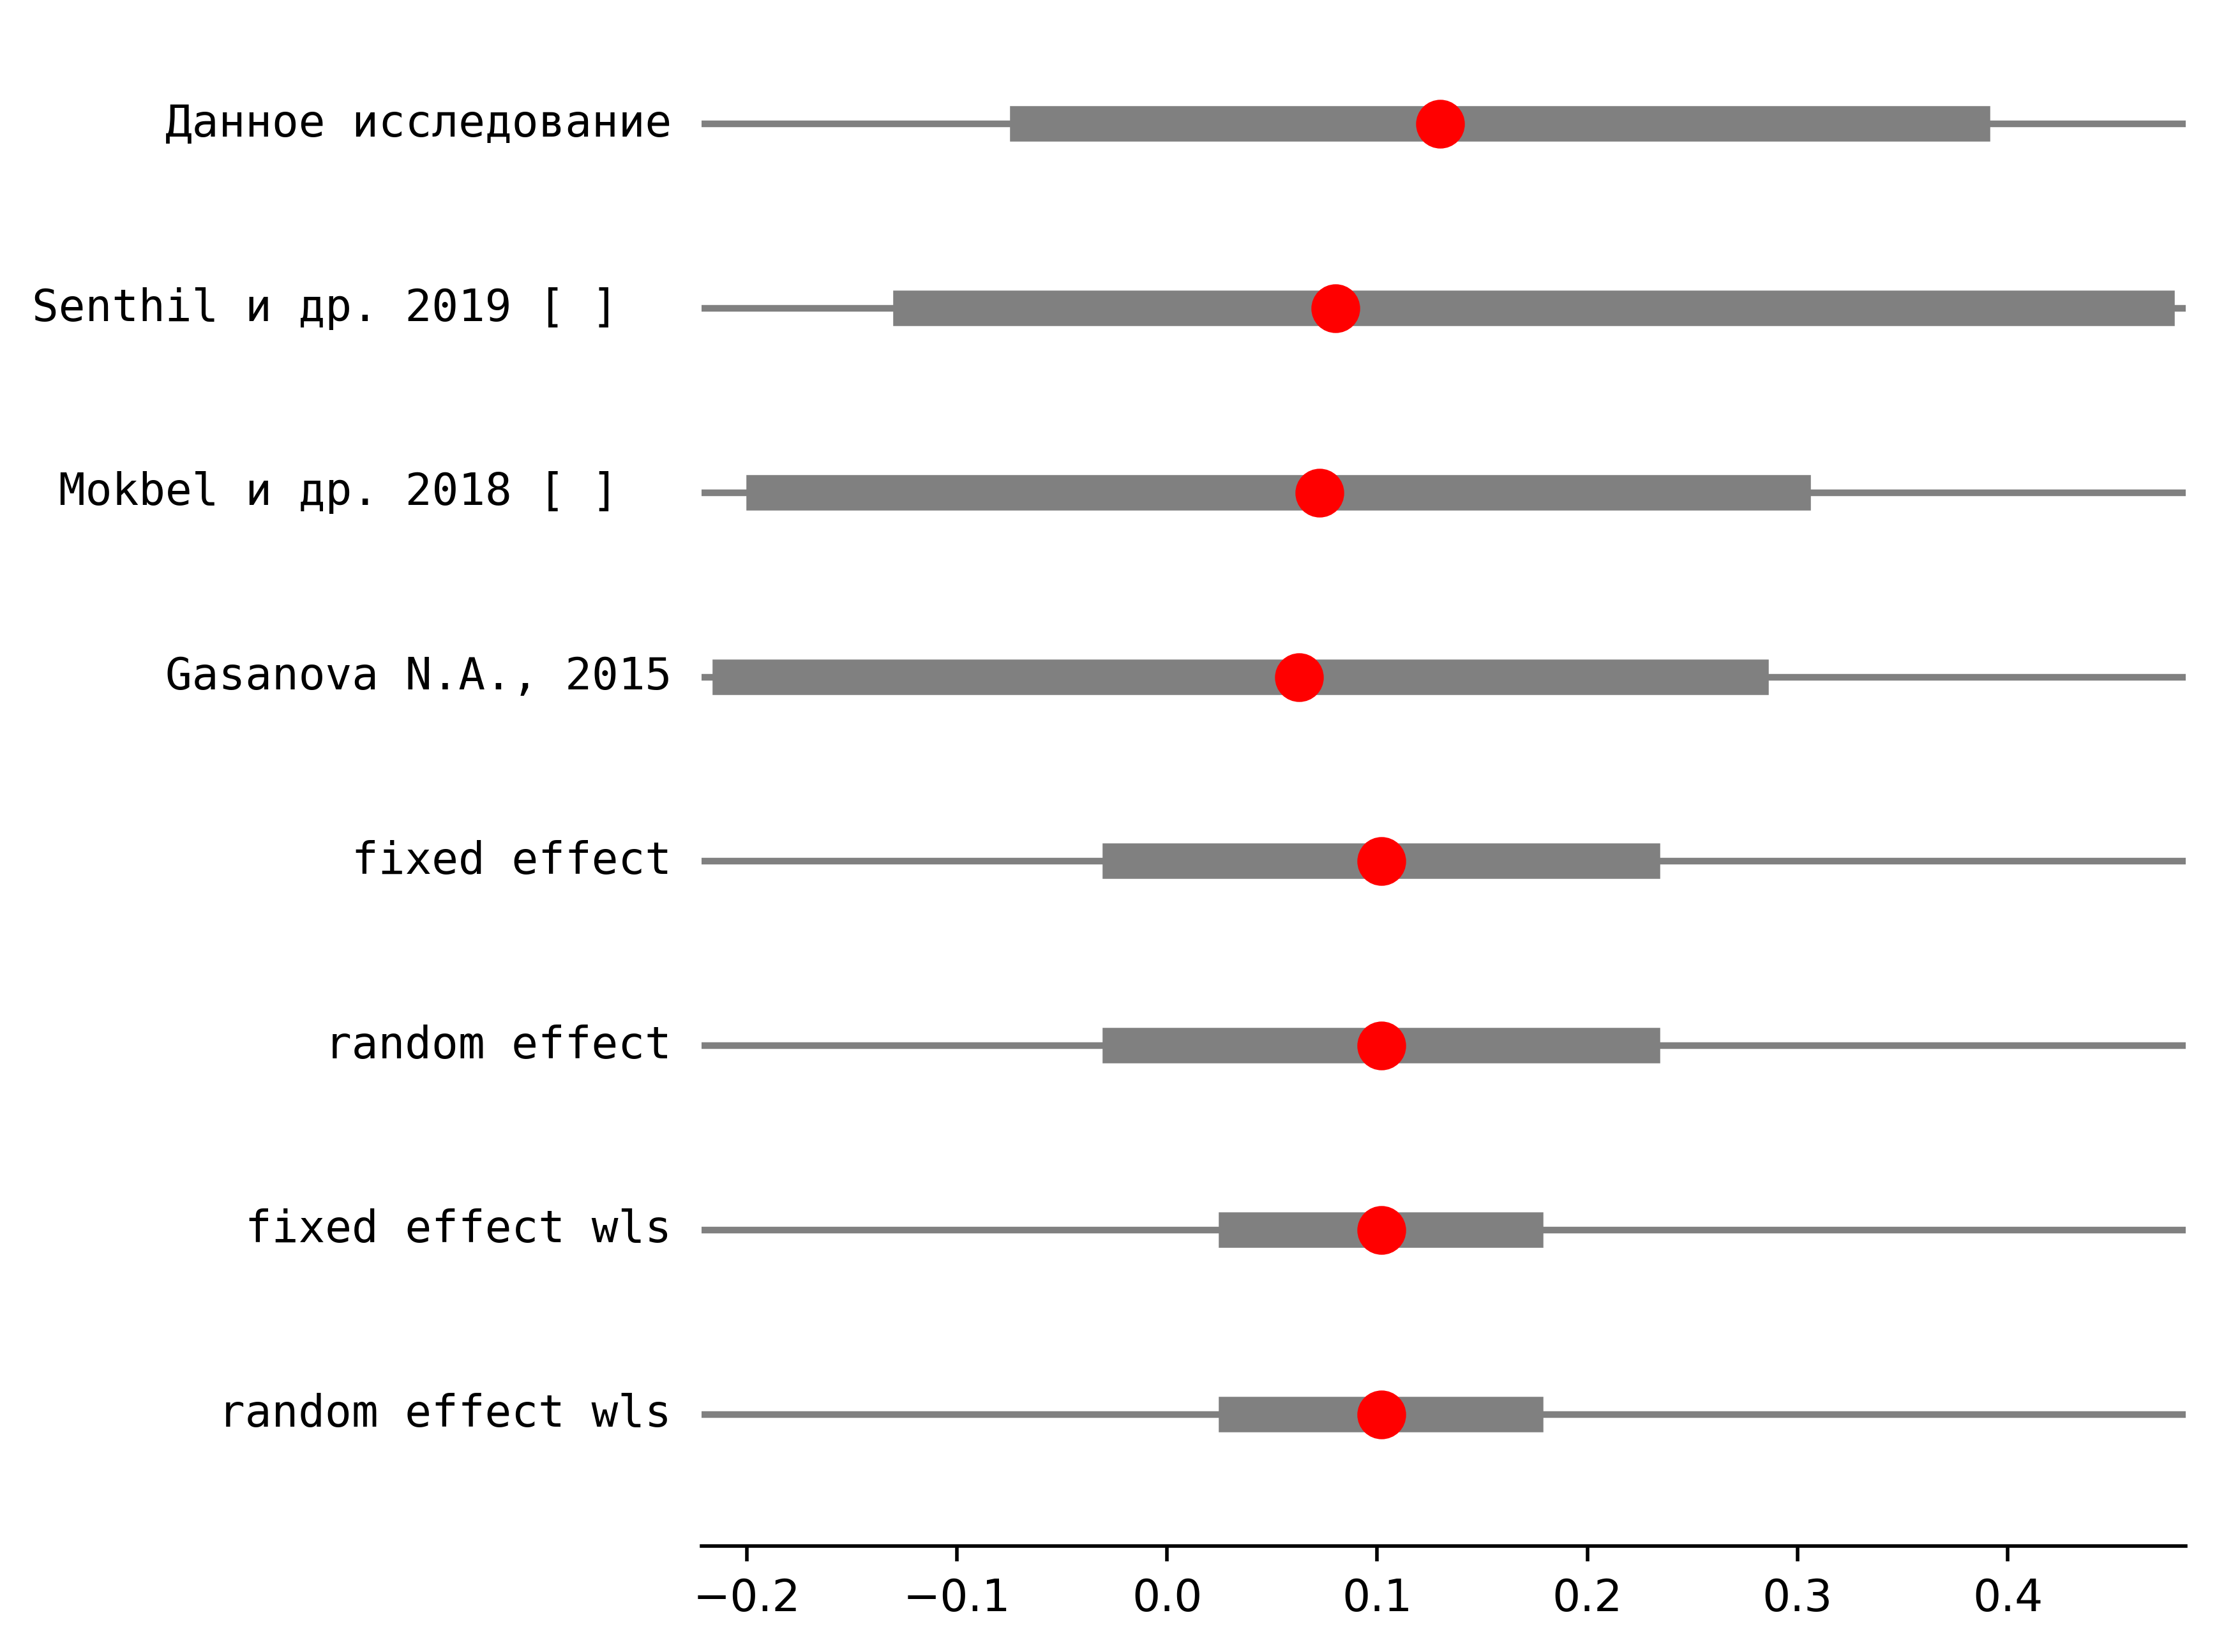 Данное исследование
Senthil и др. 2019 [ ]
Mokbel и др. 2018 [ ]
Gasanova N.A., 2015
fixed effect
random effect
fixed effect wls
random effect wls
−0.2 −0.1 0.0 0.1 0.2 0.3 0.4